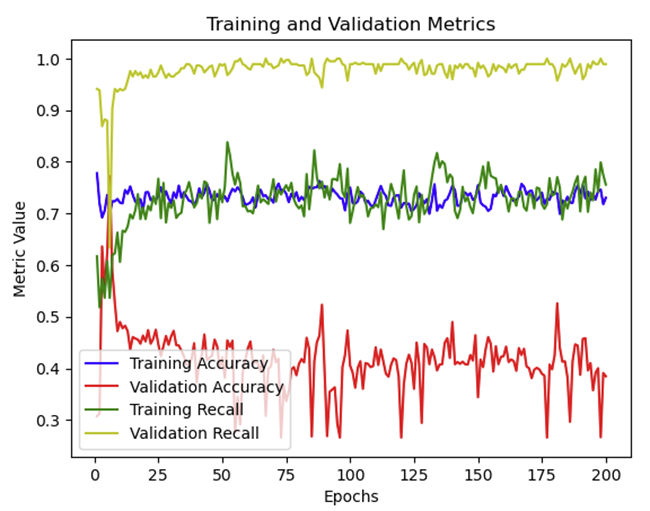 Training and Validation Metrics
1.0
0.9
0.8
0.7
0.6
0.5
0.4
0.3
Metric Value
Training Accuracy
Validation Accuracy
Training Recall
Validation Recall
0 25 50 75 100 125 150 175 200
Epochs